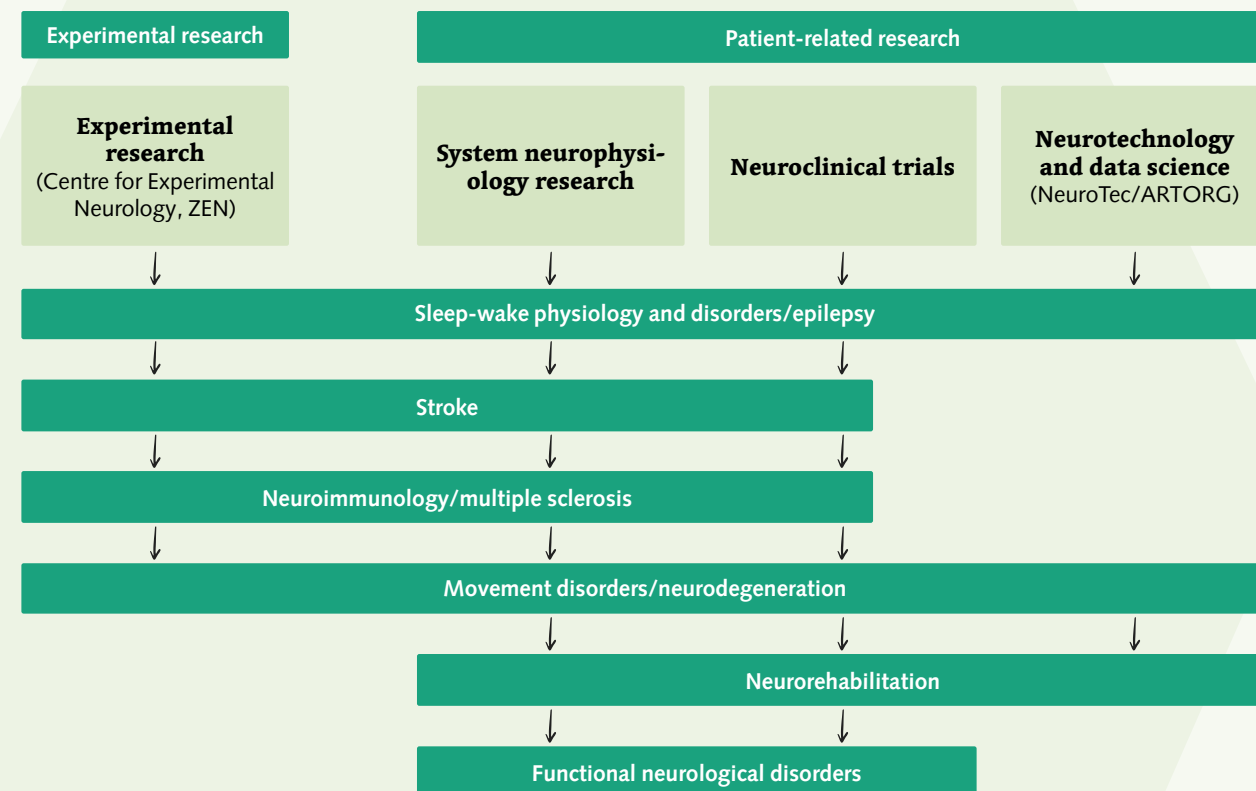 Experimental research
Patient-related research
Experimental
research
(Centre for Experimental
Neurology, ZEN)
System neurophysi-
ology research
Neuroclinical trials
Neurotechnology
and data science
(NeuroTec/ARTORG)
Sleep-wake physiology and disorders/epilepsy
Stroke
Neuroimmunology/multiple sclerosis
Movement disorders/neurodegeneration
Neurorehabilitation
Functional neurological disorders